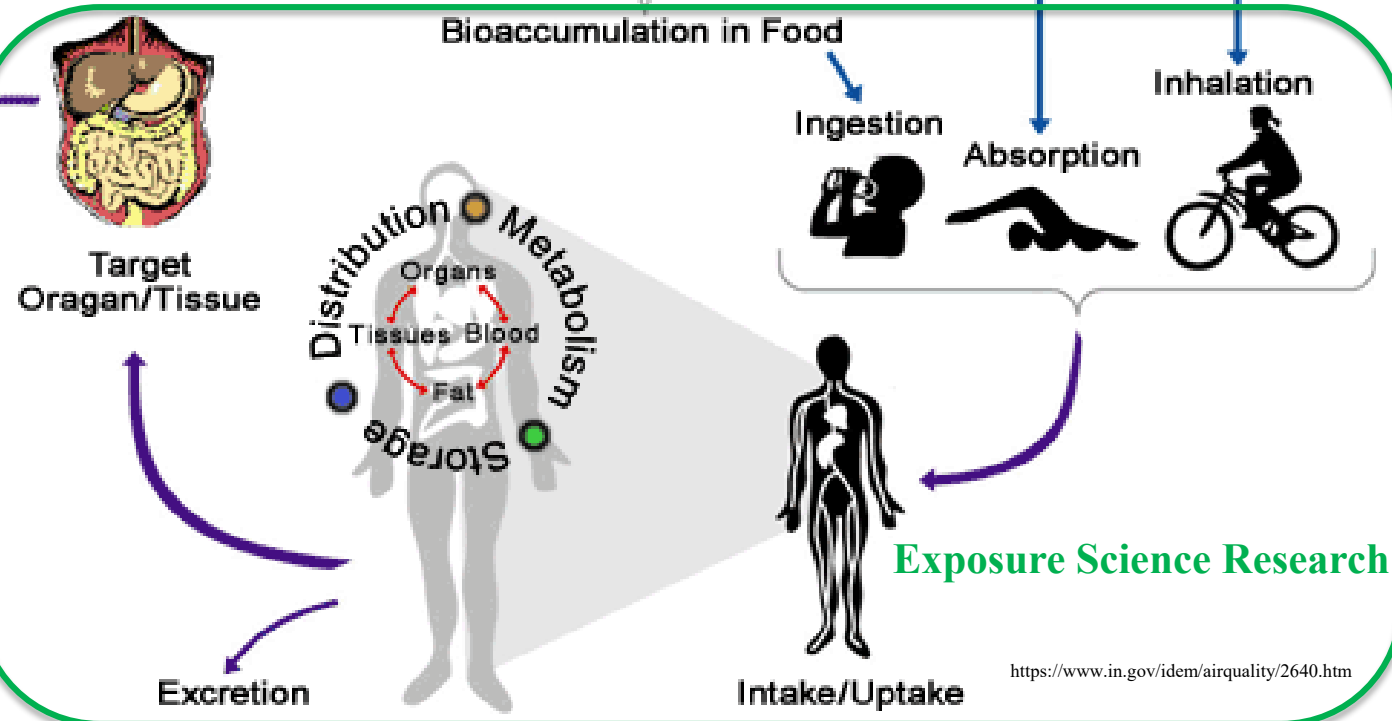 Bioaccumulation in Food
Inhalation
Ingestion
Absorption
Target
Oragan/Tissue
Distribution
Metabolism
Storage
Organs
Tissues Blood
Fat
Exposure Science Research
https://www.in.gov/idem/airquality/2640.htm
Excretion
Intake/Uptake